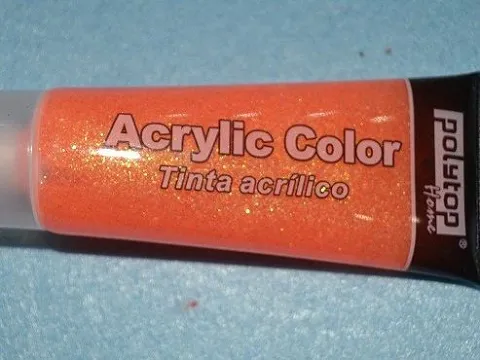 Acrylic Color
Tinta acrílico
polytop
Home
®